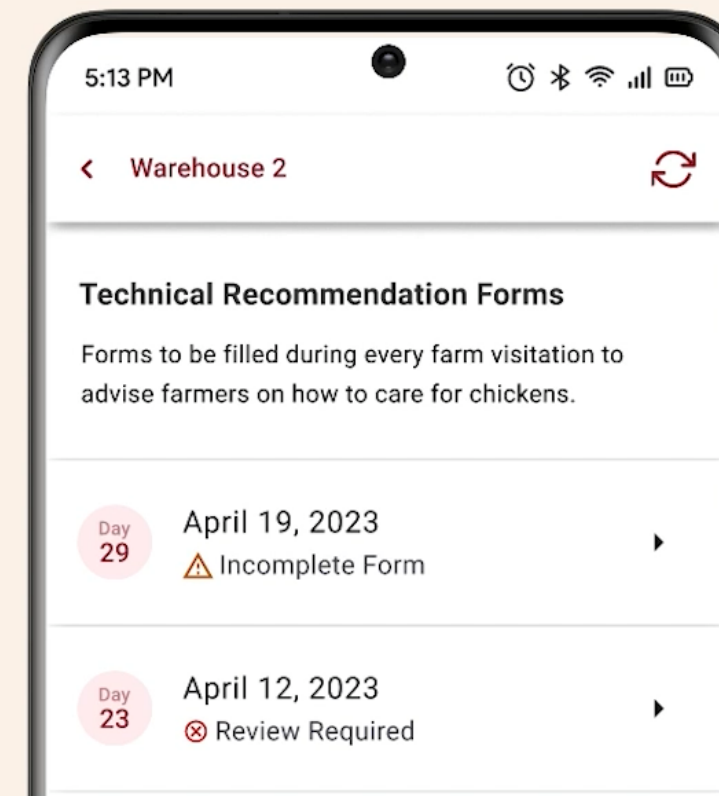 5:13 PM
Warehouse 2
Technical Recommendation Forms
Forms to be filled during every farm visitation to
advise farmers on how to care for chickens.
Day
29
April 19, 2023
Incomplete Form
Day
23
April 12, 2023
Review Required